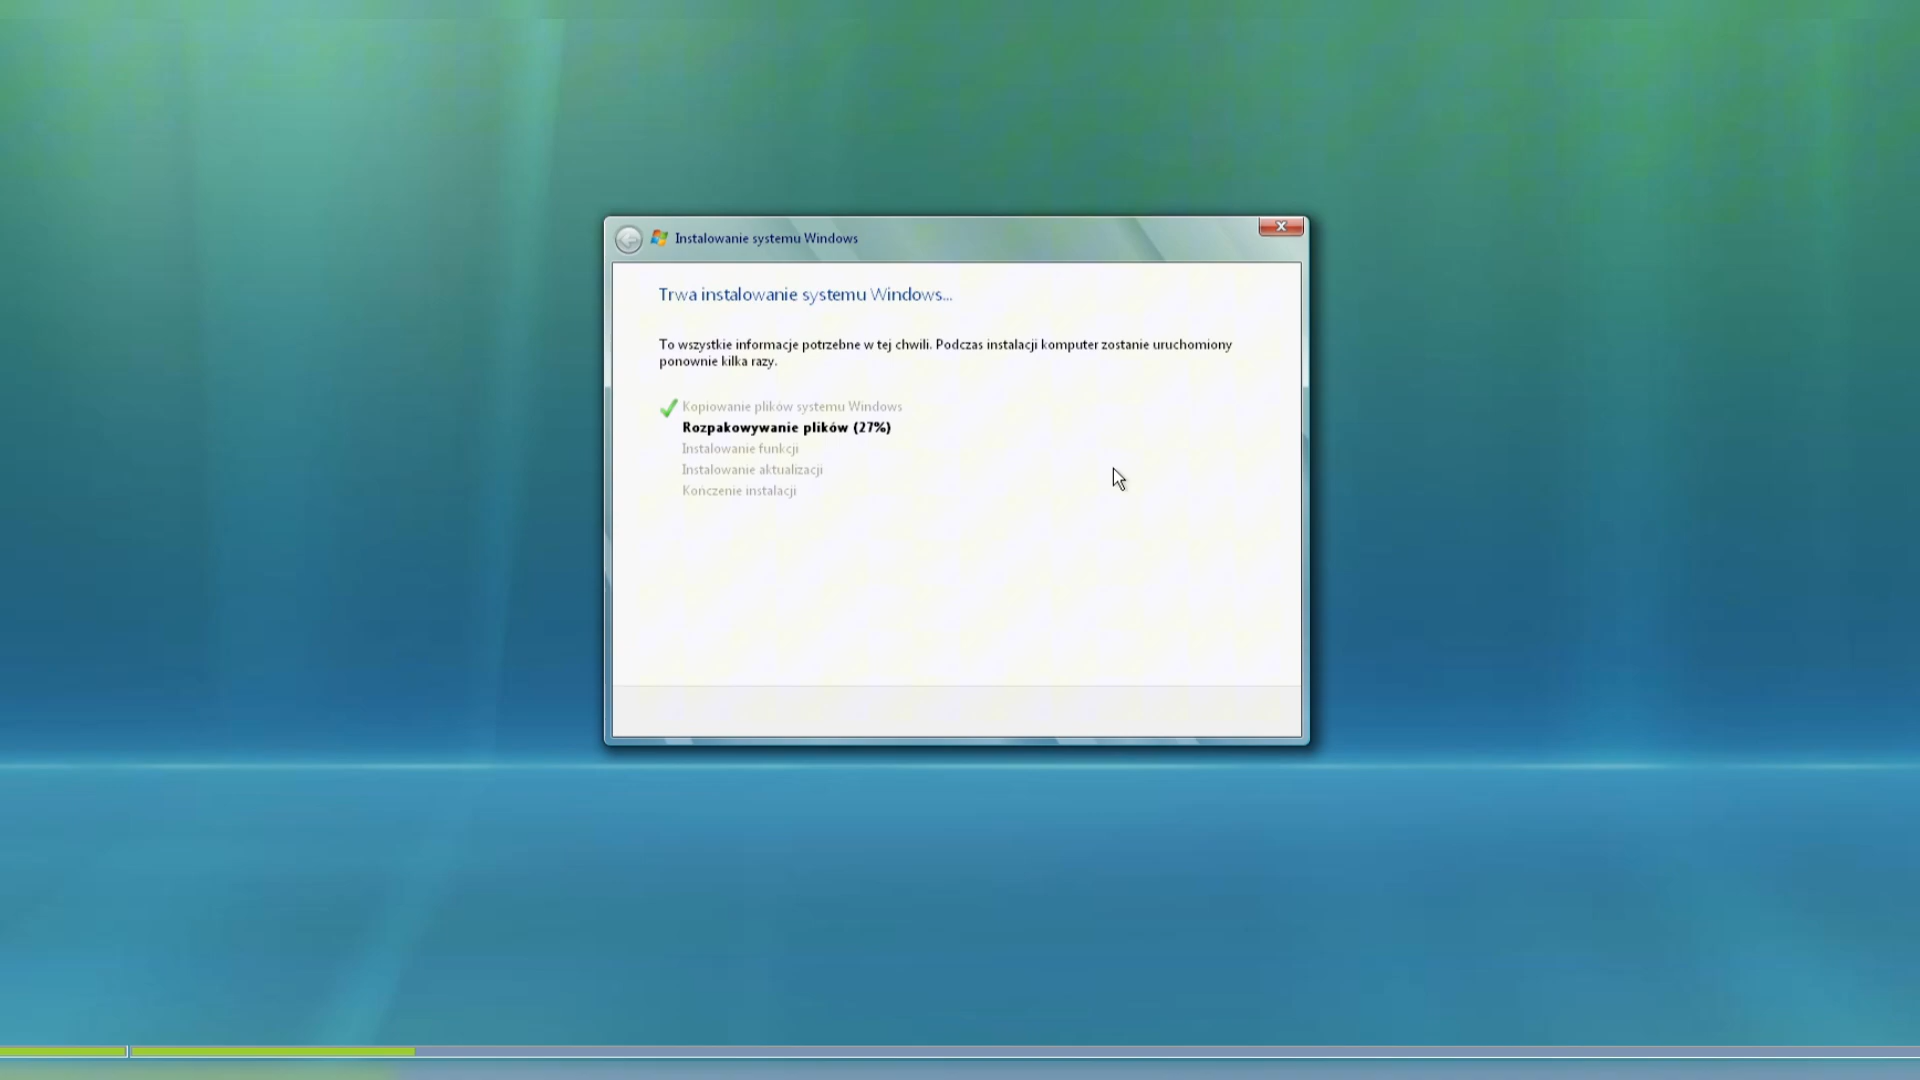 Instalowanie systemu Windows
Trwa instalowanie systemu Windows...
To wszystkie informacje potrzebne w tej chwili. Podczas instalacji komputer zostanie uruchomiony
ponownie kilka razy.
Kopiowanie plików systemu Windows
Rozpakowywanie plików (27%)
Instalowanie funkcji
Instalowanie aktualizacji
Kończenie instalacji